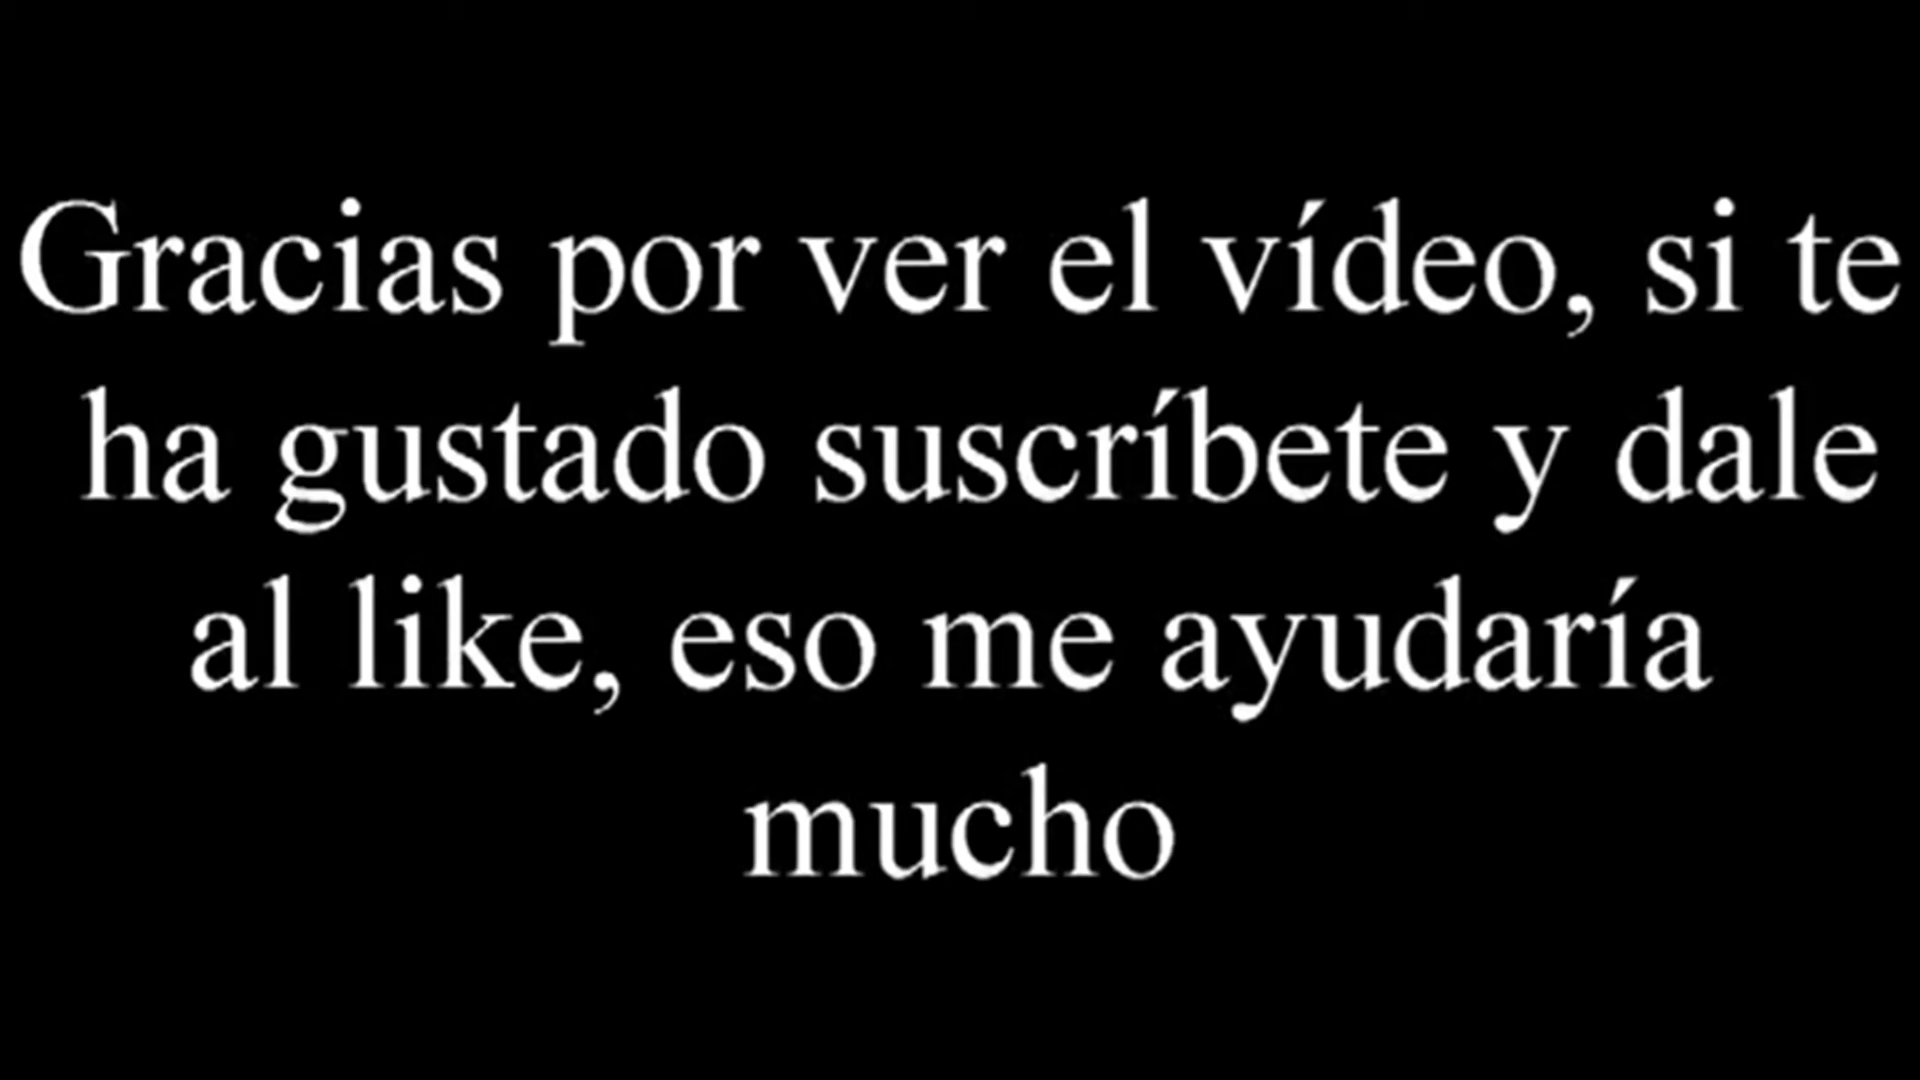 Gracias por ver el vídeo, si te
ha gustado suscríbete y dale
al like, eso me ayudaría
mucho